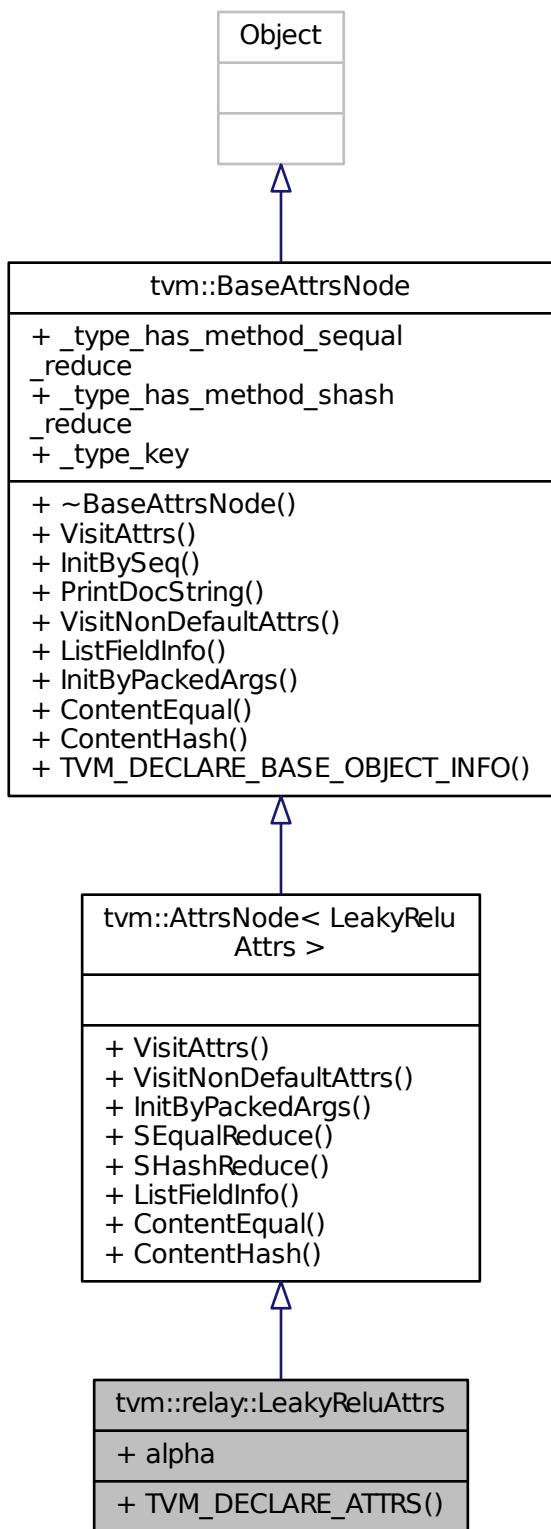 Object
tvm::BaseAttrsNode
+ _type_has_method_sequal
_reduce
+ _type_has_method_shash
_reduce
+ _type_key
+ ~BaseAttrsNode()
+ VisitAttrs()
+ InitBySeq()
+ PrintDocString()
+ VisitNonDefaultAttrs()
+ ListFieldInfo()
+ InitByPackedArgs()
+ ContentEqual()
+ ContentHash()
+ TVM_DECLARE_BASE_OBJECT_INFO()
tvm::AttrsNode< LeakyRelu
Attrs >
+ VisitAttrs()
+ VisitNonDefaultAttrs()
+ InitByPackedArgs()
+ SEqualReduce()
+ SHashReduce()
+ ListFieldInfo()
+ ContentEqual()
+ ContentHash()
tvm::relay::LeakyReluAttrs
+ alpha
+ TVM_DECLARE_ATTRS()